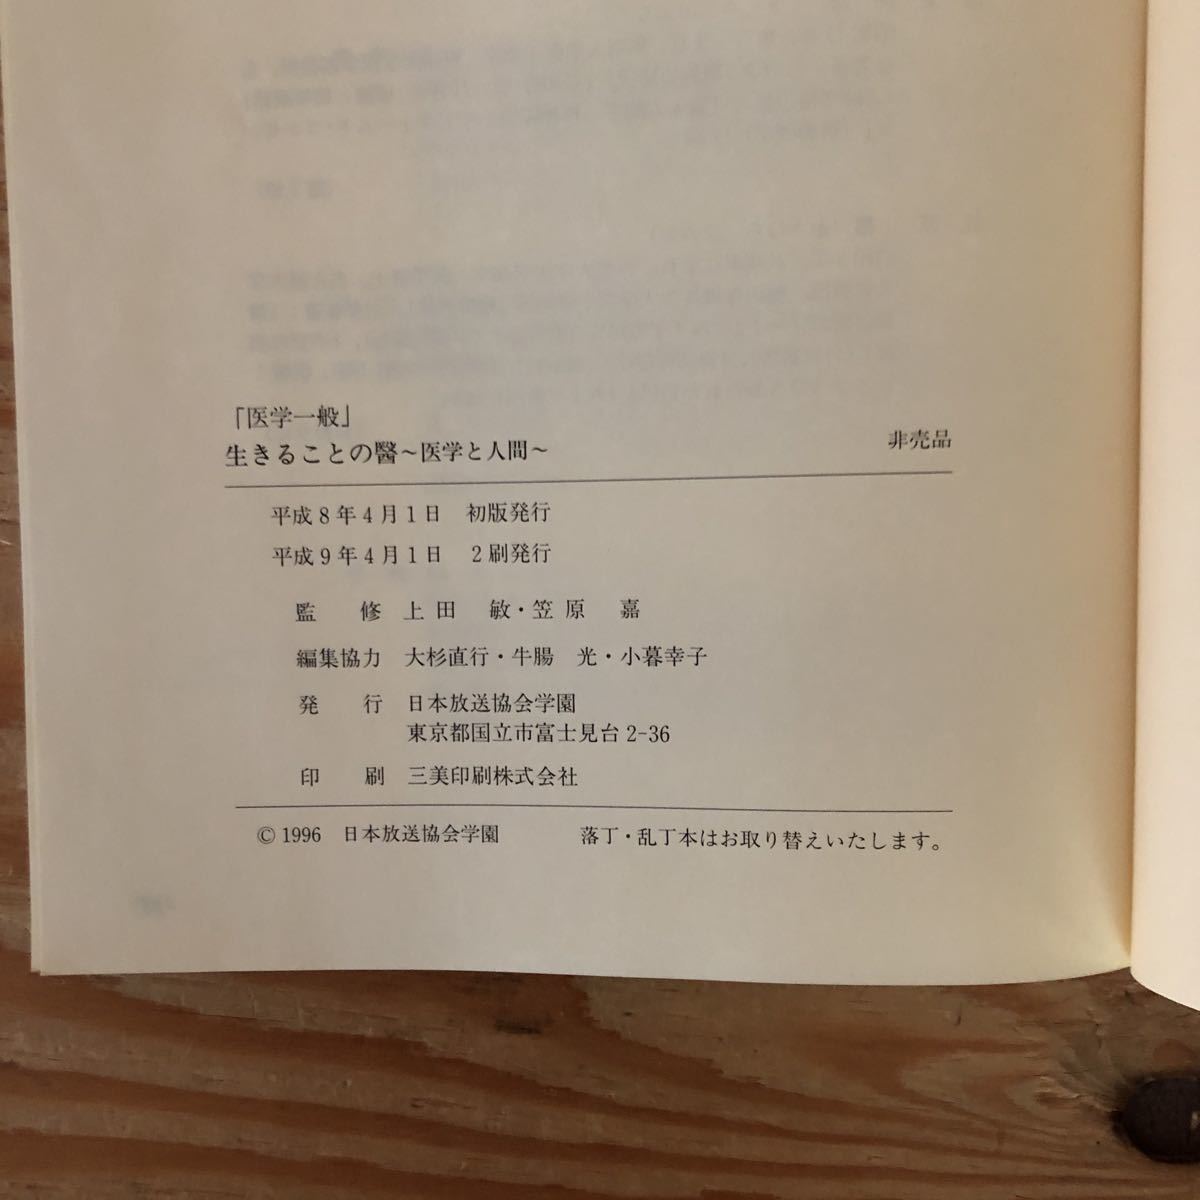 「医学一般」
生きることの醫〜医学と人間〜
非売品
平成8年4月1日 初版発行
平成9年4月1日 2刷発行
監 修 上田 敏・笠原 嘉
編集協力 大杉直行・牛腸 光・小暮幸子
発 行 日本放送協会学園
東京都国立市富士見台2-36
印 刷 三美印刷株式会社
© 1996 日本放送協会学園 落丁・乱丁本はお取り替えいたします。